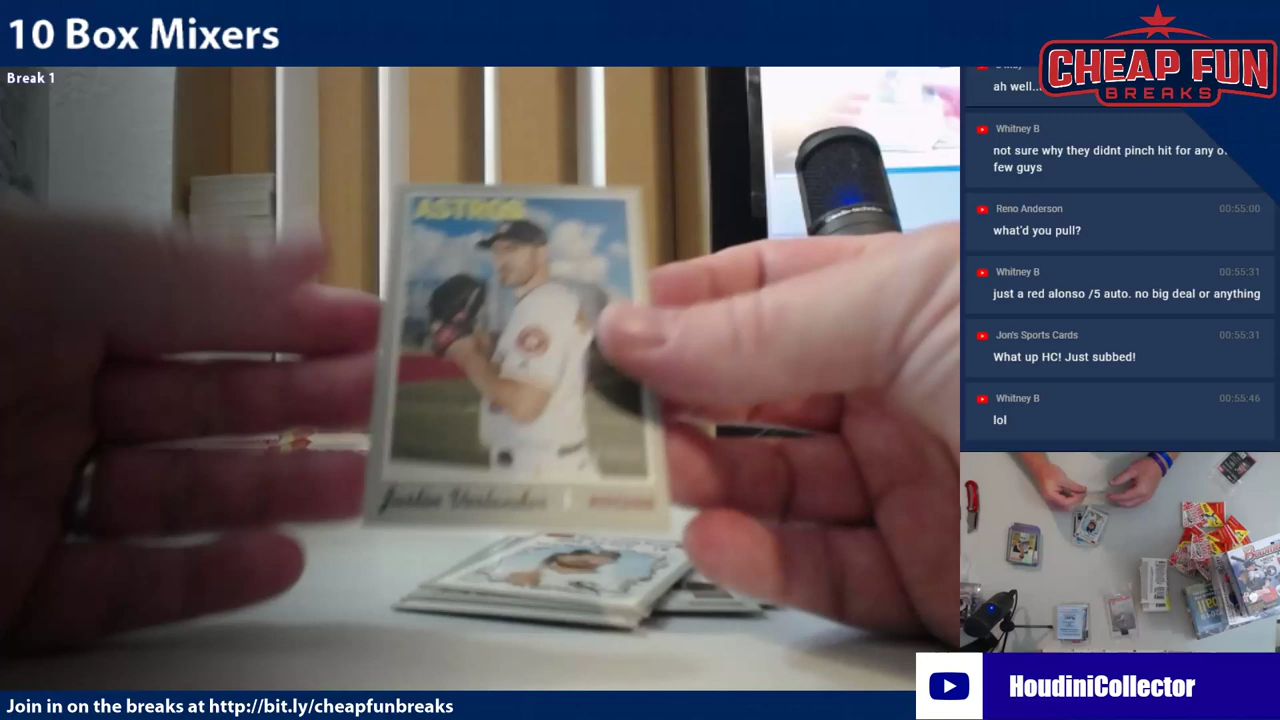 10 Box Mixers
Break 1
CHEAP FUN
BREAKS
ah well...
Whitney B
not sure why they didnt pinch hit for any o
few guys
Reno Anderson 00:55:00
what'd you pull?
Whitney B 00:55:31
just a red alonso /5 auto. no big deal or anything
Jon's Sports Cards 00:55:31
What up HC! Just subbed!
Whitney B 00:55:46
lol
ASTROS
Justin Verlander
HoudiniCollector
Join in on the breaks at http://bit.ly/cheapfunbreaks